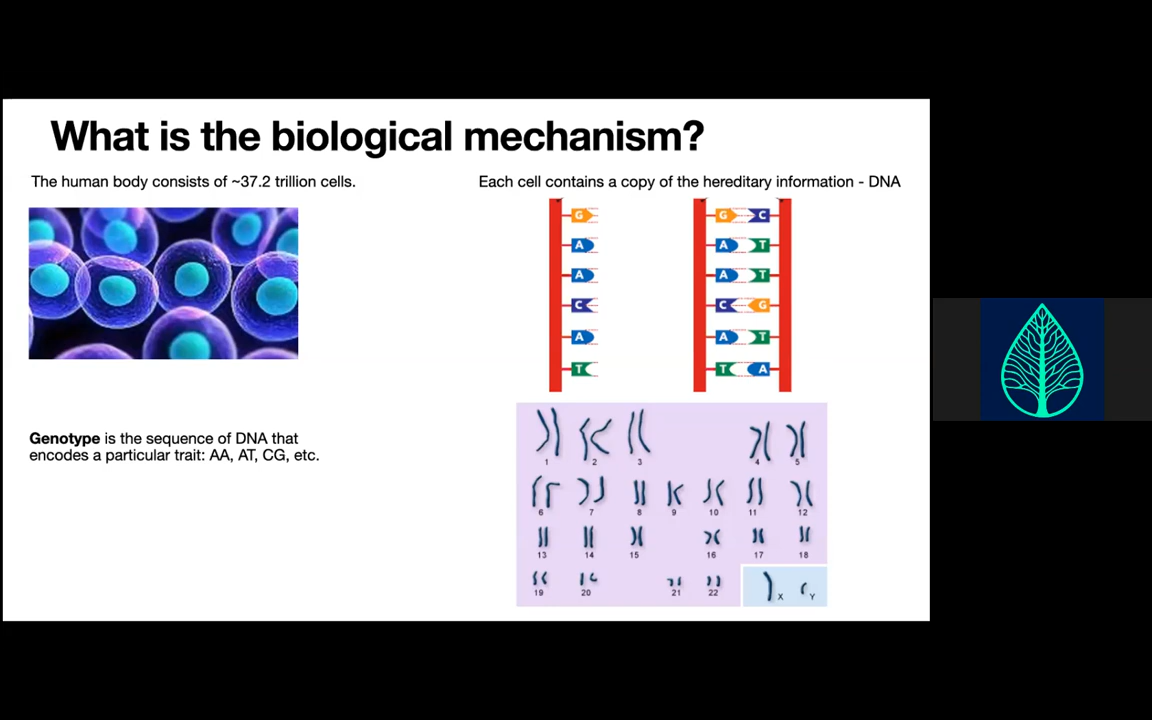 What is the biological mechanism?
The human body consists of ~37.2 trillion cells.
Each cell contains a copy of the hereditary information - DNA
G
G C
A
A T
A
A T
C
C G
A
A T
T
T A
Genotype is the sequence of DNA that
encodes a particular trait: AA, AT, CG, etc.
1 2 3 4 5
6 7 8 9 10 11 12
13 14 15 16 17 18
19 20 21 22 X Y